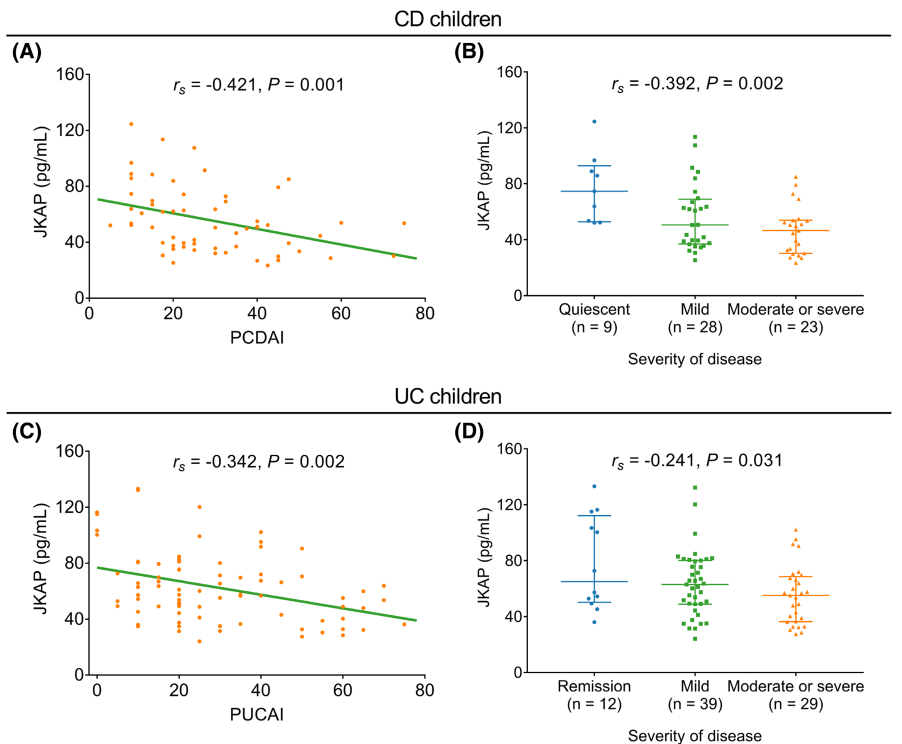 CD children
(A)
r_s = -0.421, P = 0.001
160
120
80
40
0
JKAP (pg/mL)
0 20 40 60 80
PCDAI
(B)
r_s = -0.392, P = 0.002
160
120
80
40
0
JKAP (pg/mL)
Quiescent Mild Moderate or severe
(n = 9) (n = 28) (n = 23)
Severity of disease
UC children
(C)
r_s = -0.342, P = 0.002
160
120
80
40
0
JKAP (pg/mL)
0 20 40 60 80
PUCAI
(D)
r_s = -0.241, P = 0.031
160
120
80
40
0
JKAP (pg/mL)
Remission Mild Moderate or severe
(n = 12) (n = 39) (n = 29)
Severity of disease